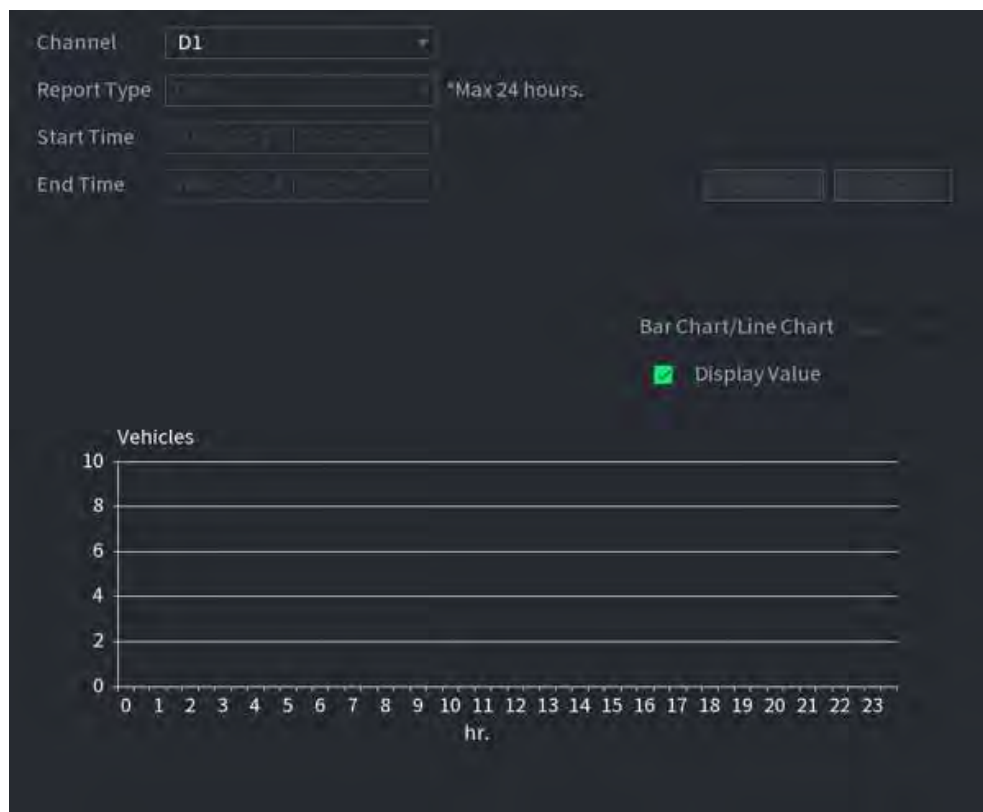 Channel D1
Report Type *Max 24 hours.
Start Time
End Time
Bar Chart/Line Chart
Display Value
Vehicles
10
8
6
4
2
0
0 1 2 3 4 5 6 7 8 9 10 11 12 13 14 15 16 17 18 19 20 21 22 23
hr.